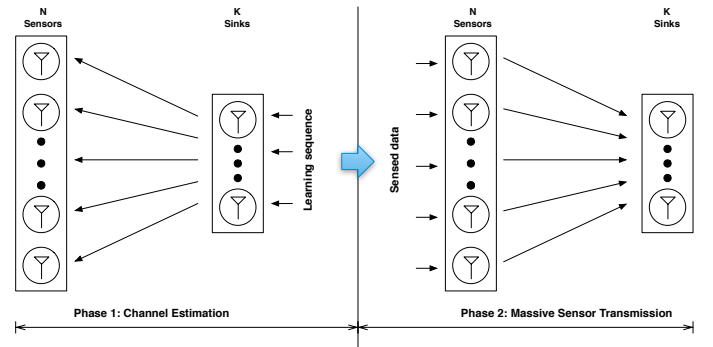 N
Sensors
K
Sinks
Learning sequence
Phase 1: Channel Estimation
N
Sensors
K
Sinks
Sensed data
Phase 2: Massive Sensor Transmission